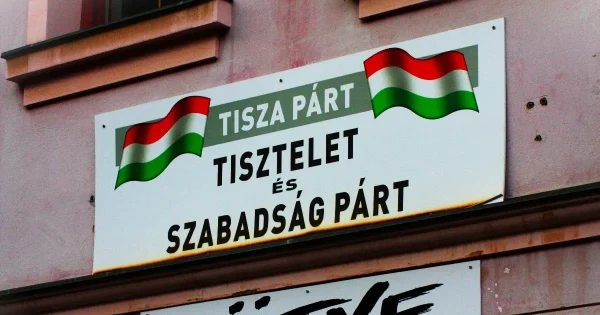 TISZA PÁRT
TISZTELET
ÉS
SZABADSÁG PÁRT